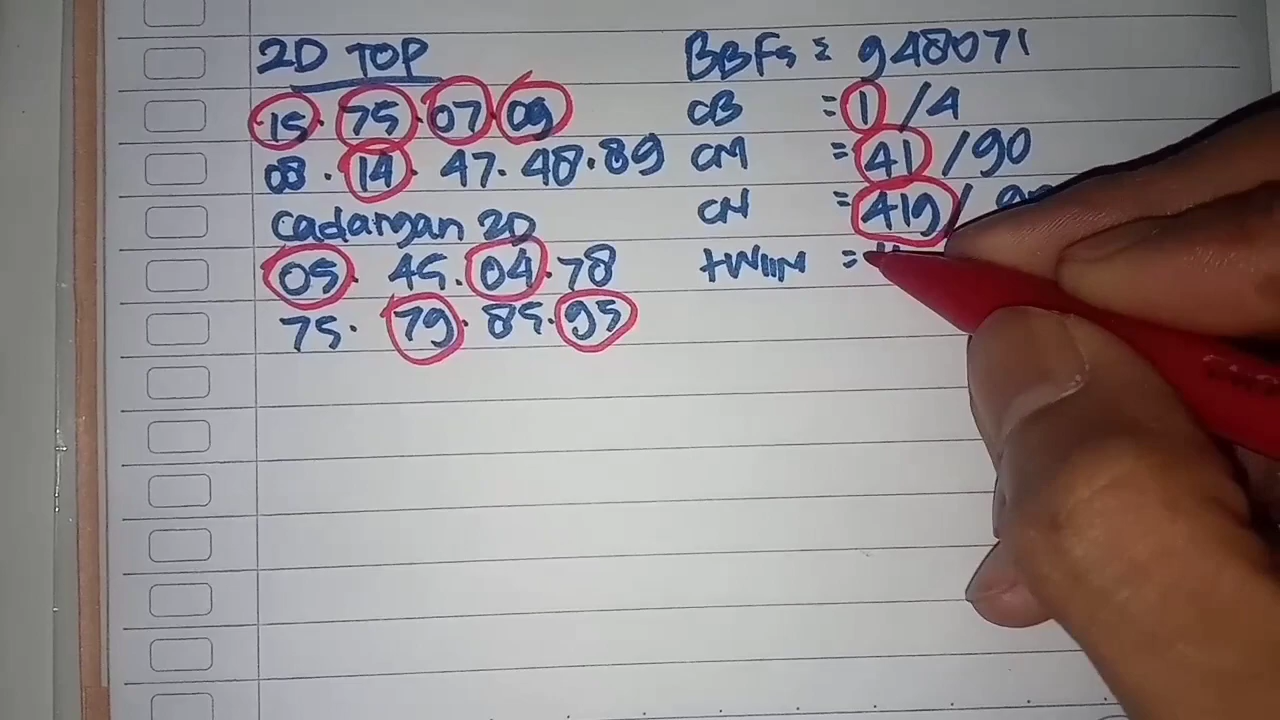 2D TOP
15 . 75 . 07 . 09
08 . 14 . 47 . 48 . 89
Cadangan 2D
05 . 45 . 04 . 78
75 . 79 . 85 . 95
BBFS = 948071
CB = 1 / 4
CM = 41 / 90
CN = 419 /
TWIIN =